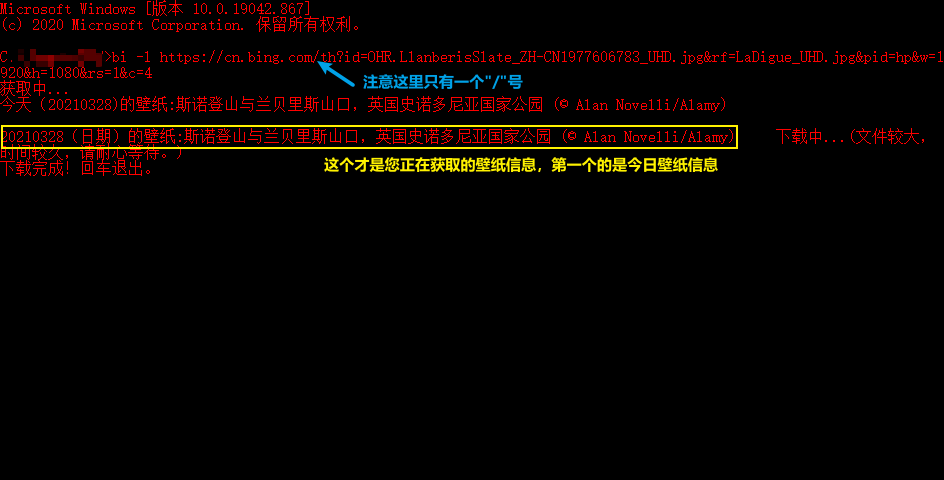 Microsoft Windows [版本 10.0.19042.867]
(c) 2020 Microsoft Corporation. 保留所有权利。
C. >bi -l https://cn.bing.com/th?id=OHR.LlanberisSlate_ZH-CN1977606783_UHD.jpg&rf=LaDigue_UHD.jpg&pid=hp&w=1
920&h=1080&rs=1&c=4
注意这里只有一个"/"号
获取中...
今天 (20210328)的壁纸:斯诺登山与兰贝里斯山口，英国史诺多尼亚国家公园 (© Alan Novelli/Alamy)
20210328（日期）的壁纸:斯诺登山与兰贝里斯山口，英国史诺多尼亚国家公园 (© Alan Novelli/Alamy) 下载中...(文件较大，
时间较久，请耐心等待。)
这个才是您正在获取的壁纸信息，第一个的是今日壁纸信息
下载完成！回车退出。